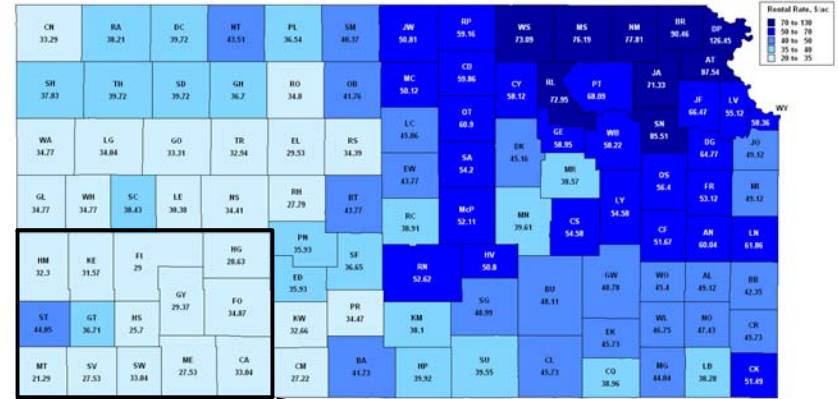 Rental Rate, $/ac
70 to 130
50 to 70
40 to 50
35 to 40
20 to 35
CN
33.29
RA
38.21
DC
39.72
NT
43.51
PL
36.54
SM
40.37
JW
50.81
RP
59.16
WS
73.09
MS
76.19
NM
77.81
BR
90.46
DP
126.45
SH
37.83
TH
39.72
SD
39.72
GH
36.7
RO
34.8
OB
41.76
MC
50.12
CD
59.86
CY
58.12
RL
72.95
PT
68.09
JA
71.33
AT
87.54
JF
66.47
LV
55.12
WY
58.36
WA
34.77
LG
34.84
GO
33.31
TR
32.94
EL
29.53
RS
34.39
LC
45.86
OT
60.9
DK
45.16
GE
58.95
WB
58.22
SN
85.51
DG
64.77
JO
49.12
EW
43.77
SA
54.2
MR
38.57
OS
56.4
FR
53.12
MI
49.12
GL
34.77
WH
34.77
SC
38.43
LE
30.38
NS
34.41
RH
27.79
BT
43.77
RC
38.91
McP
52.11
MN
39.61
CS
54.58
LY
54.58
CF
51.67
AN
60.04
LN
61.86
HM
32.3
KE
31.57
FI
29
HG
28.63
PN
35.93
ED
35.93
SF
36.65
RN
52.62
HV
50.8
BU
48.11
GW
48.78
WO
45.4
AL
49.12
BB
42.35
ST
44.05
GT
36.71
HS
25.7
GY
29.37
FO
34.87
KW
32.66
PR
34.47
KM
38.1
SG
48.99
EK
45.73
WL
46.75
NO
47.43
CR
45.73
MT
21.29
SV
27.53
SW
33.04
ME
27.53
CA
33.04
CM
27.22
BA
41.73
HP
39.92
SU
39.55
CL
45.73
CQ
38.96
MG
44.04
LB
38.28
CK
51.49